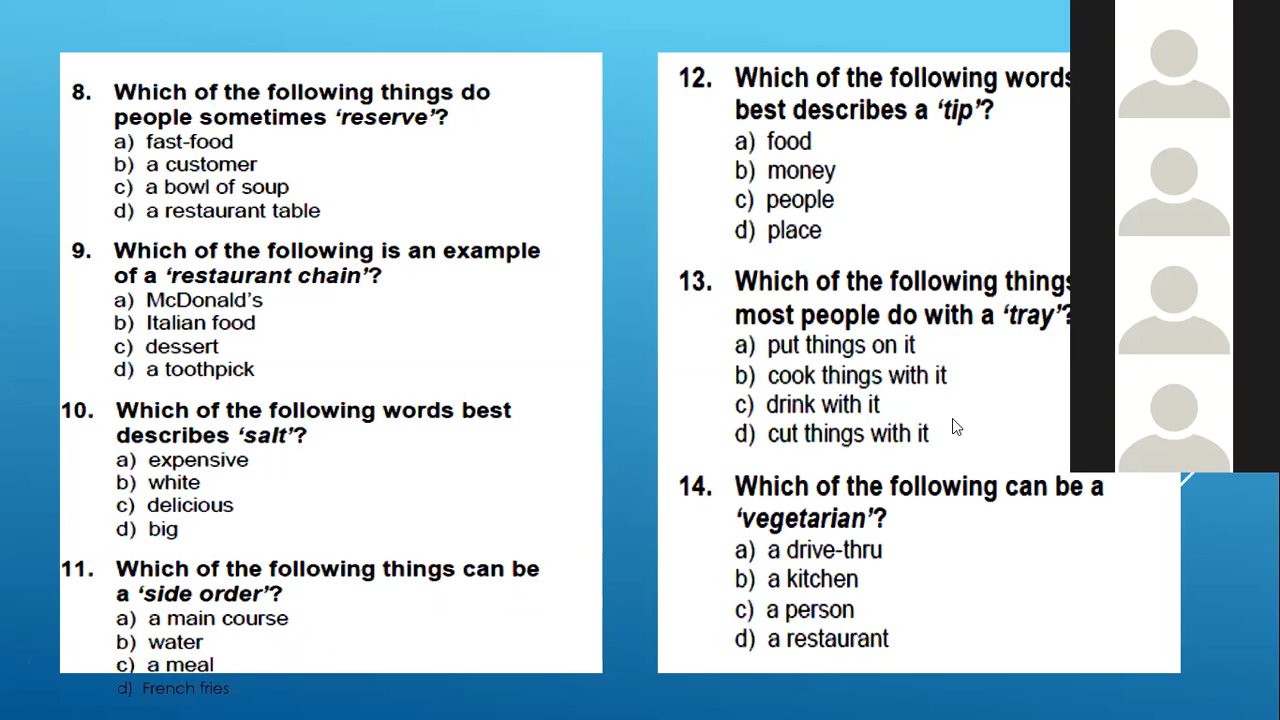 8. Which of the following things do
people sometimes ‘reserve’?
a) fast-food
b) a customer
c) a bowl of soup
d) a restaurant table
9. Which of the following is an example
of a ‘restaurant chain’?
a) McDonald’s
b) Italian food
c) dessert
d) a toothpick
10. Which of the following words best
describes ‘salt’?
a) expensive
b) white
c) delicious
d) big
11. Which of the following things can be
a ‘side order’?
a) a main course
b) water
c) a meal
d) French fries
12. Which of the following words
best describes a ‘tip’?
a) food
b) money
c) people
d) place
13. Which of the following things
most people do with a ‘tray’?
a) put things on it
b) cook things with it
c) drink with it
d) cut things with it
14. Which of the following can be a
‘vegetarian’?
a) a drive-thru
b) a kitchen
c) a person
d) a restaurant